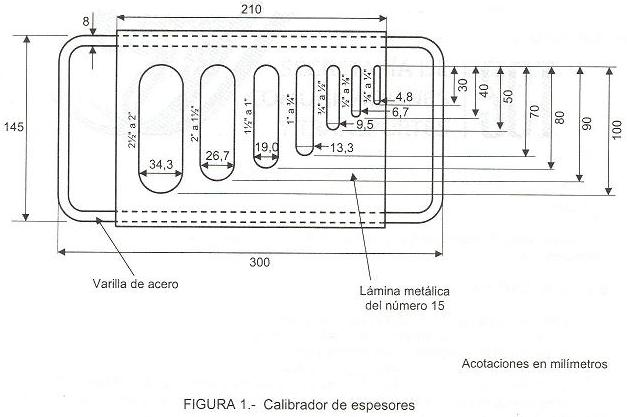 210
8
145
2½" a 2"
2" a 1½"
1½" a 1"
1" a ¾"
¾" a ½"
½" a ⅜"
⅜" a ¼"
34,3
26,7
19,0
13,3
9,5
6,7
4,8
30
40
50
70
80
90
100
300
Varilla de acero
Lámina metálica
del número 15
Acotaciones en milímetros
FIGURA 1.- Calibrador de espesores